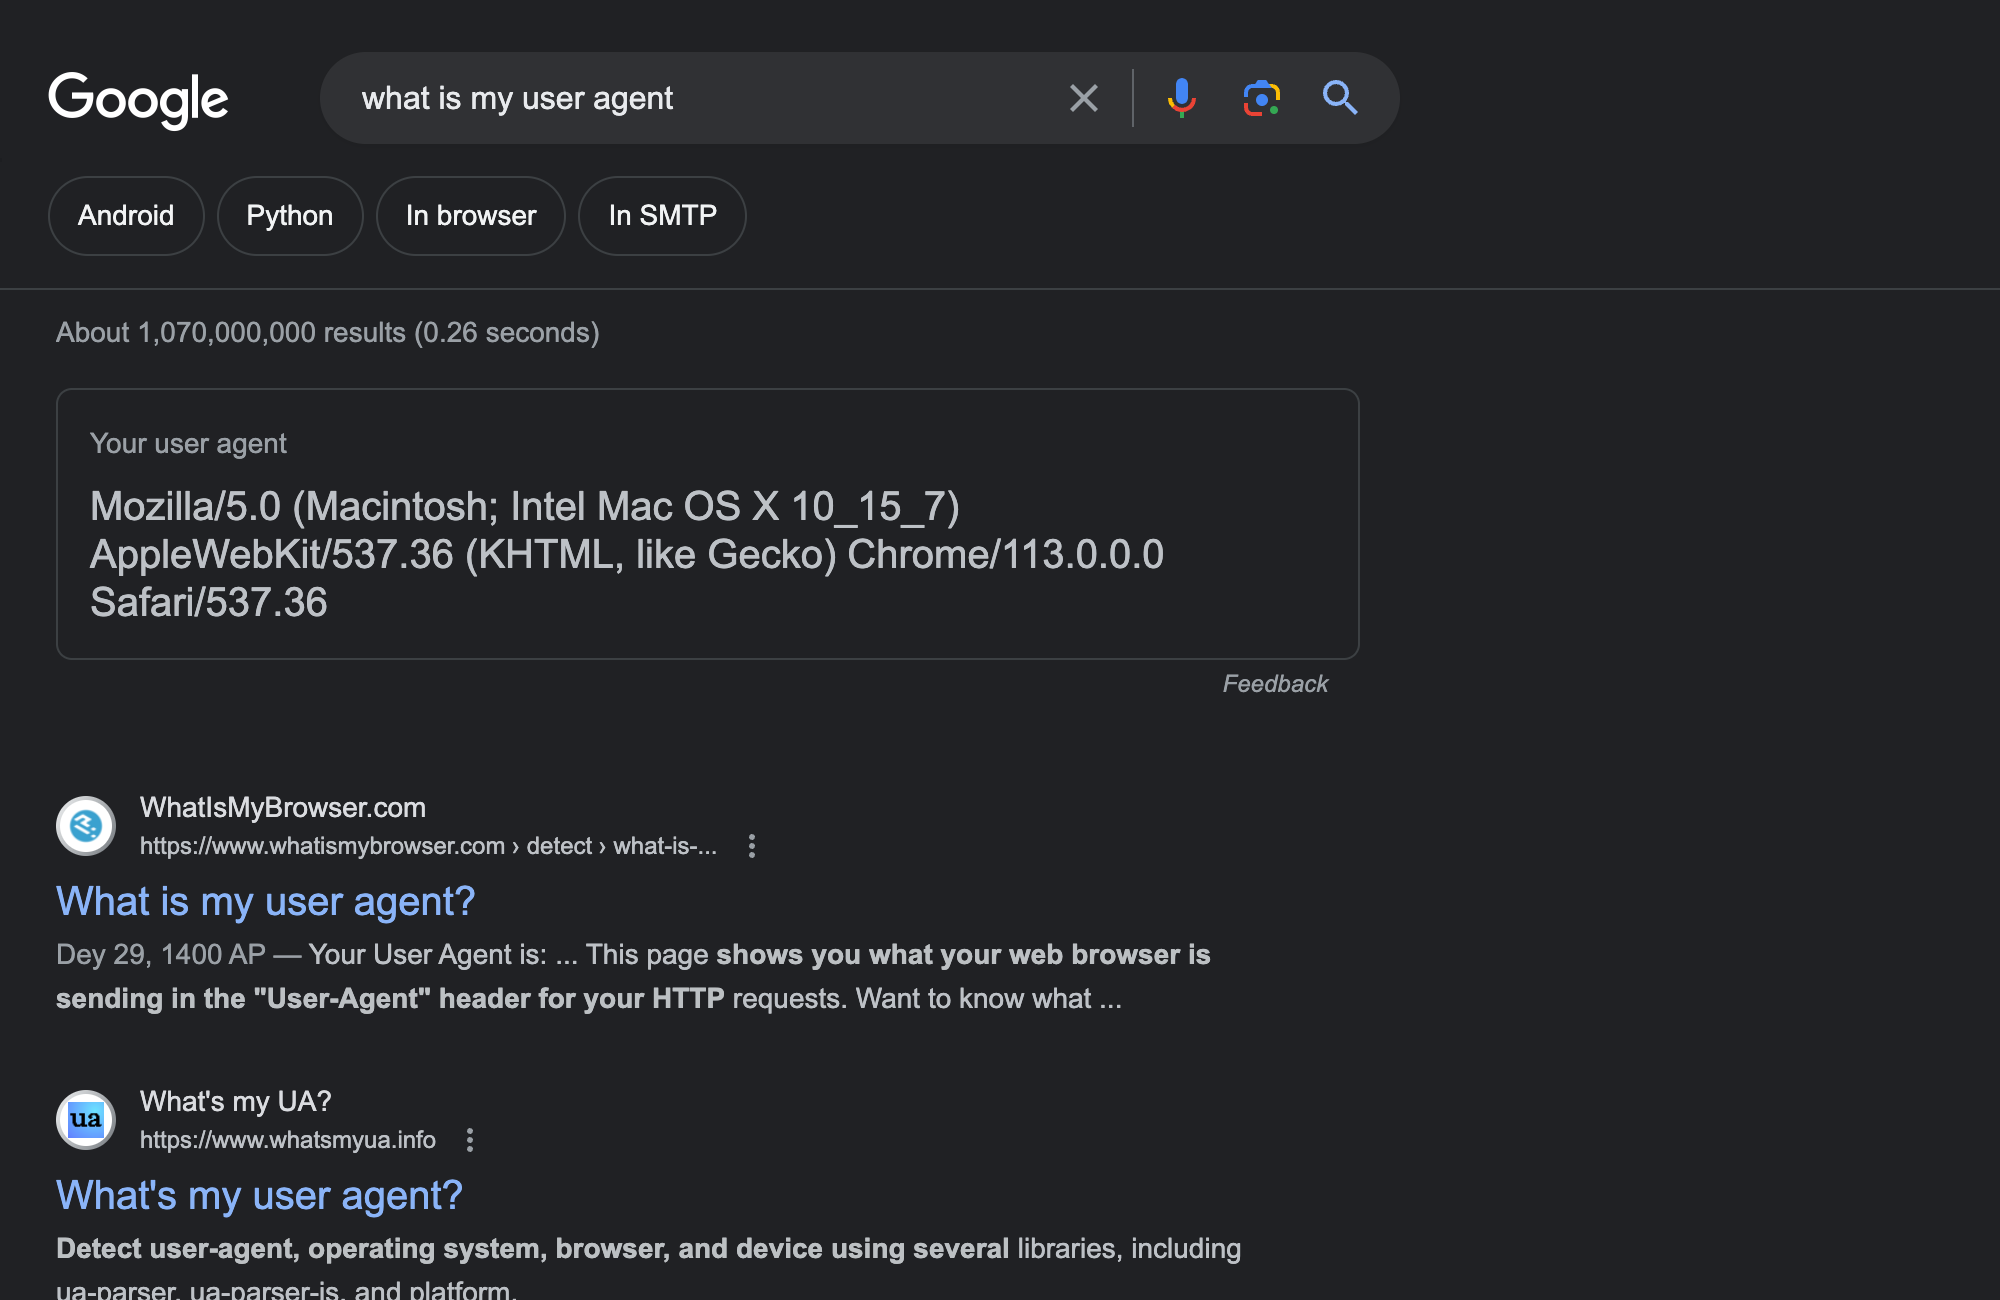 Google
what is my user agent
Android
Python
In browser
In SMTP
About 1,070,000,000 results (0.26 seconds)
Your user agent
Mozilla/5.0 (Macintosh; Intel Mac OS X 10_15_7)
AppleWebKit/537.36 (KHTML, like Gecko) Chrome/113.0.0.0
Safari/537.36
Feedback
WhatIsMyBrowser.com
https://www.whatismybrowser.com › detect › what-is-...
What is my user agent?
Dey 29, 1400 AP — Your User Agent is: ... This page shows you what your web browser is
sending in the "User-Agent" header for your HTTP requests. Want to know what ...
ua
What's my UA?
https://www.whatsmyua.info
What's my user agent?
Detect user-agent, operating system, browser, and device using several libraries, including
ua-parser, ua-parser-js, and platform.